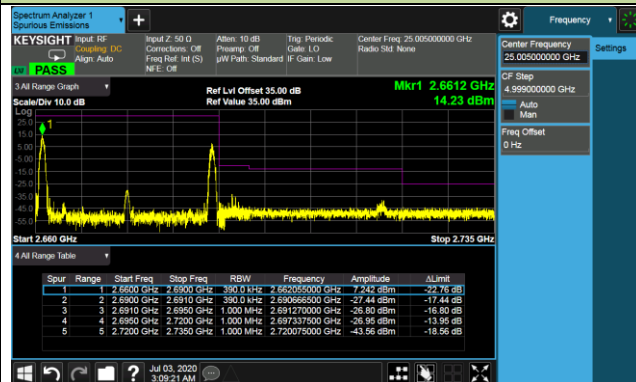 Spectrum Analyzer 1
Spurious Emissions
+
Frequency
KEYSIGHT Input: RF Input Z: 50 Ω Atten: 10 dB Trig: Periodic Center Freq: 25.005000000 GHz
Coupling: DC Corrections: Off Preamp: Off Gate: LO Radio Std: None
Align: Auto Freq Ref: Int (S) µW Path: Standard IF Gain: Low
NFE: Off
PASS
Center Frequency
25.005000000 GHz
Settings
CF Step
4.999000000 GHz
Auto
Man
Freq Offset
0 Hz
3 All Range Graph
Ref Lvl Offset 35.00 dB
Mkr1 2.6612 GHz
Scale/Div 10.0 dB
Ref Value 35.00 dBm
14.23 dBm
Log
25.0
15.0
5.00
-5.00
-15.0
-25.0
-35.0
-45.0
-55.0
1
Start 2.660 GHz
Stop 2.735 GHz
4 All Range Table
Spur Range Start Freq Stop Freq RBW Frequency Amplitude ΔLimit
1 1 2.6600 GHz 2.6900 GHz 390.0 kHz 2.662055000 GHz 7.242 dBm -22.76 dB
2 2 2.6900 GHz 2.6910 GHz 390.0 kHz 2.690666500 GHz -27.44 dBm -17.44 dB
3 3 2.6910 GHz 2.6950 GHz 1.000 MHz 2.691270000 GHz -26.80 dBm -16.80 dB
4 4 2.6950 GHz 2.7200 GHz 1.000 MHz 2.697337500 GHz -26.95 dBm -13.95 dB
5 5 2.7200 GHz 2.7350 GHz 1.000 MHz 2.720075000 GHz -43.56 dBm -18.56 dB
?
Jul 03, 2020
3:09:21 AM